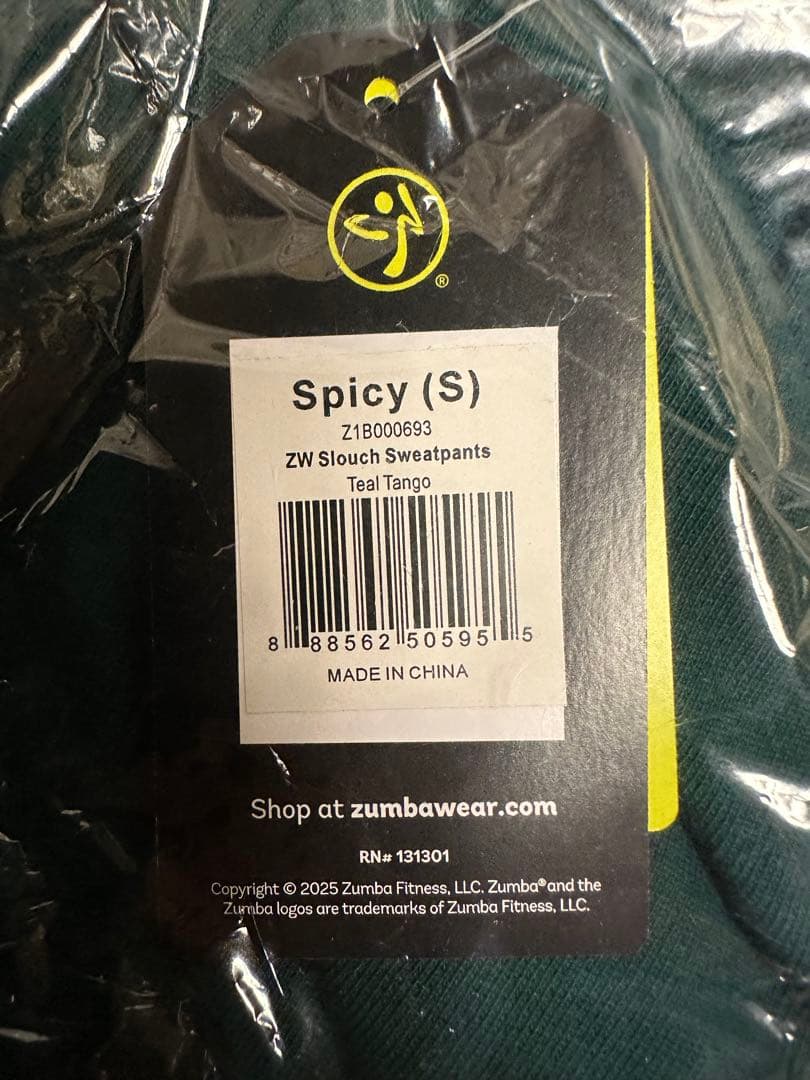 ®
Spicy (S)
Z1B000693
ZW Slouch Sweatpants
Teal Tango
8 88562 50595 5
MADE IN CHINA
Shop at zumbawear.com
RN# 131301
Copyright © 2025 Zumba Fitness, LLC. Zumba® and the
Zumba logos are trademarks of Zumba Fitness, LLC.